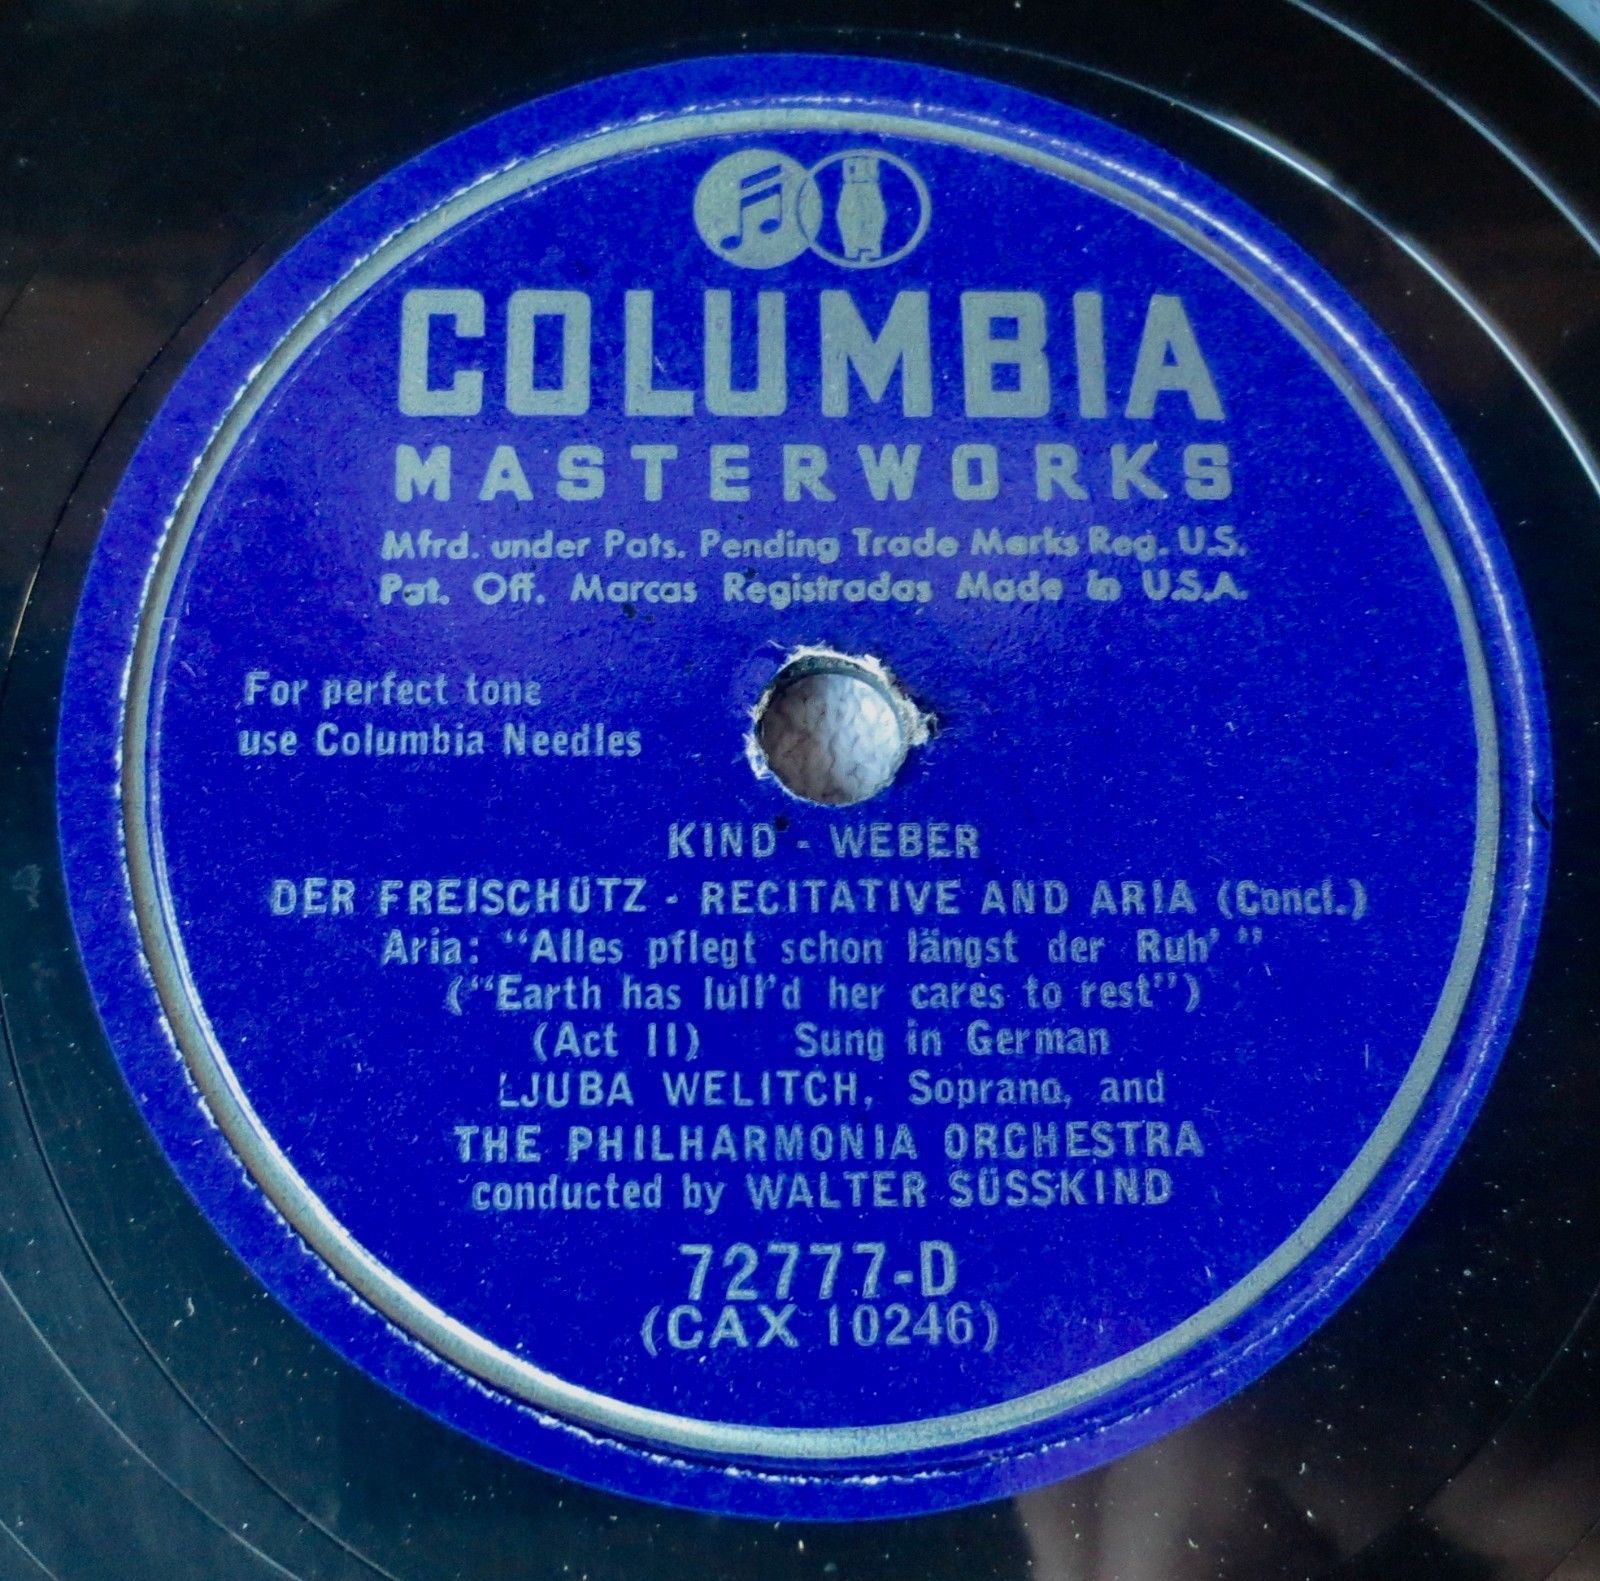 COLUMBIA
MASTERWORKS
Mfrd. under Pats. Pending Trade Marks Reg. U.S.
Pat. Off. Marcas Registradas Made in U.S.A.
For perfect tone
use Columbia Needles
KIND - WEBER
DER FREISCHÜTZ - RECITATIVE AND ARIA (Concl.)
Aria: "Alles pflegt schon längst der Ruh' "
("Earth has lull'd her cares to rest")
(Act II) Sung in German
LJUBA WELITCH, Soprano, and
THE PHILHARMONIA ORCHESTRA
conducted by WALTER SÜSSKIND
72777-D
(CAX 10246)